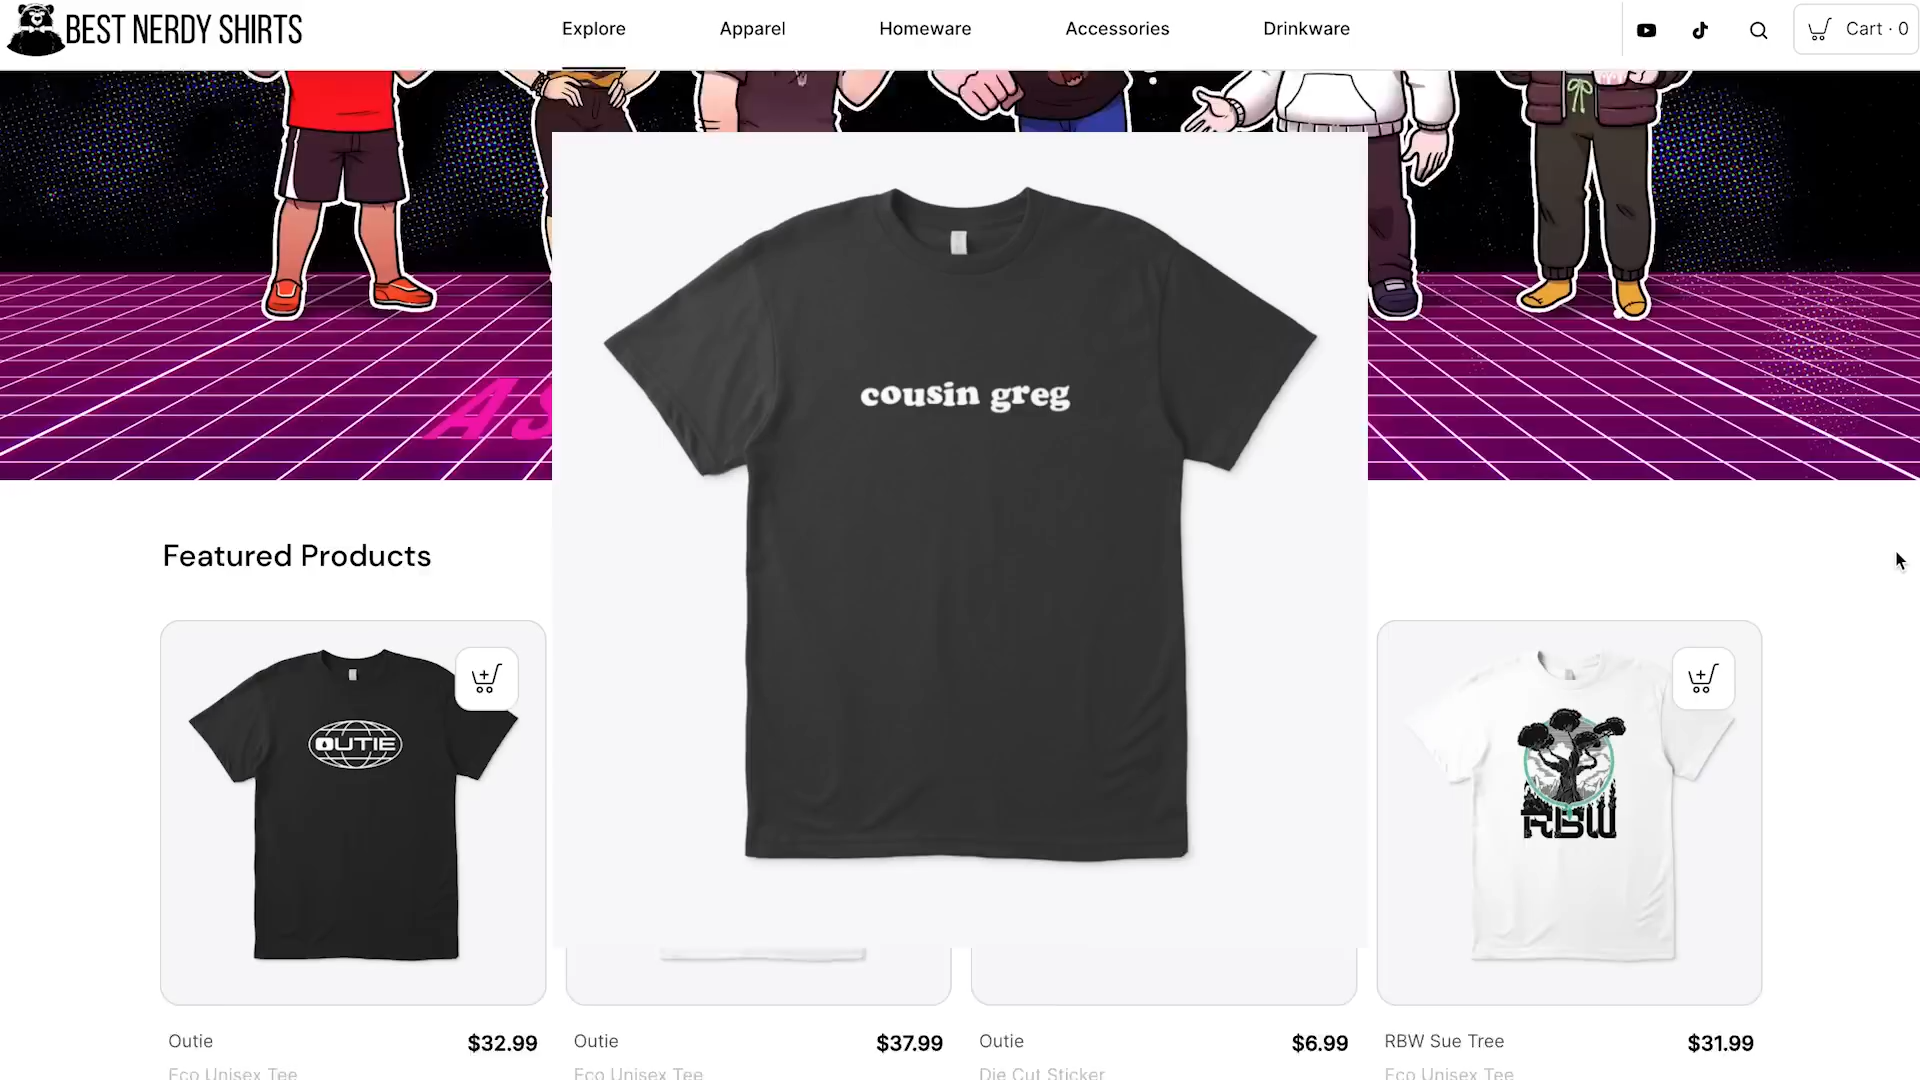 BEST NERDY SHIRTS
Explore
Apparel
Homeware
Accessories
Drinkware
Cart · 0
AS
cousin greg
Featured Products
OUTIE
RBW
Outie
$32.99
Outie
$37.99
Outie
$6.99
RBW Sue Tree
$31.99
Eco Unisex Tee
Eco Unisex Tee
Die Cut Sticker
Eco Unisex Tee